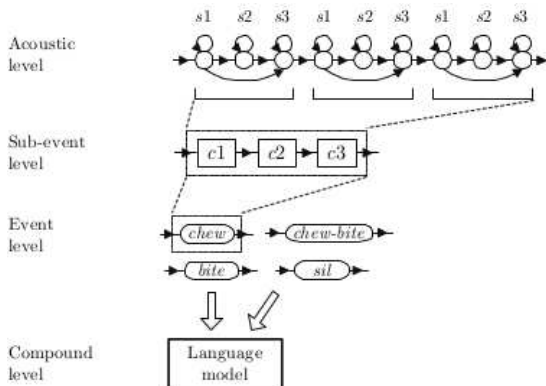 s1 s2 s3 s1 s2 s3 s1 s2 s3
Acoustic
level
Sub-event
level
c1 c2 c3
Event
level
chew chew-bite
bite sil
Compound
level
Language
model